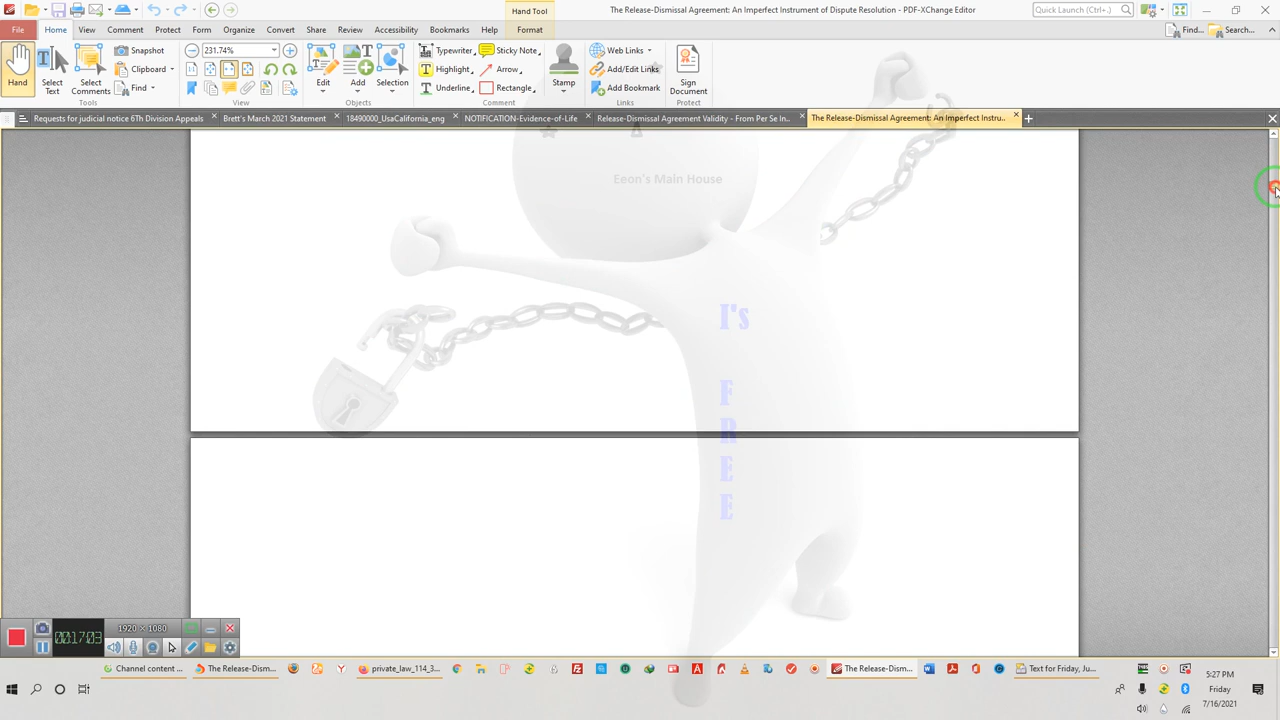 The Release-Dismissal Agreement: An Imperfect Instrument of Dispute Resolution - PDF-XChange Editor
Hand Tool
Quick Launch (Ctrl+.)
File
Home
View
Comment
Protect
Form
Organize
Convert
Share
Review
Accessibility
Bookmarks
Help
Format
Find...
Search...
Hand
Select
Text
Select
Comments
Snapshot
Clipboard
Find
Tools
231.74%
View
Edit
Add
Selection
Objects
Typewriter
Highlight
Underline
Sticky Note
Arrow
Rectangle
Comment
Stamp
Web Links
Add/Edit Links
Add Bookmark
Links
Sign
Document
Protect
Requests for judicial notice 6Th Division Appeals
Brett's March 2021 Statement
18490000_UsaCalifornia_eng
NOTIFICATION-Evidence-of-Life
Release-Dismissal Agreement Validity - From Per Se In..
The Release-Dismissal Agreement: An Imperfect Instru..
Eeon's Main House
I's
F
R
E
E
1920 × 1080
00:17:03
Channel content ...
The Release-Dism...
private_law_114_3...
The Release-Dism...
Text for Friday, Ju...
5:27 PM
Friday
7/16/2021